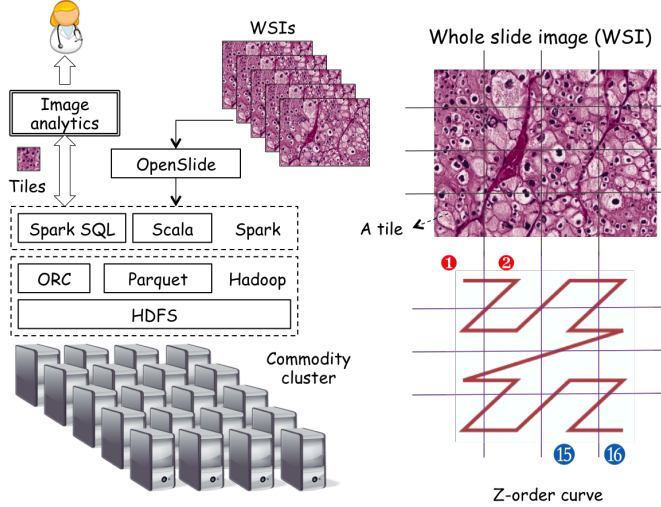 WSIs
Whole slide image (WSI)
Image
analytics
OpenSlide
Tiles
A tile
Spark SQL
Scala
Spark
1
2
ORC
Parquet
Hadoop
HDFS
Commodity
cluster
15
16
Z-order curve